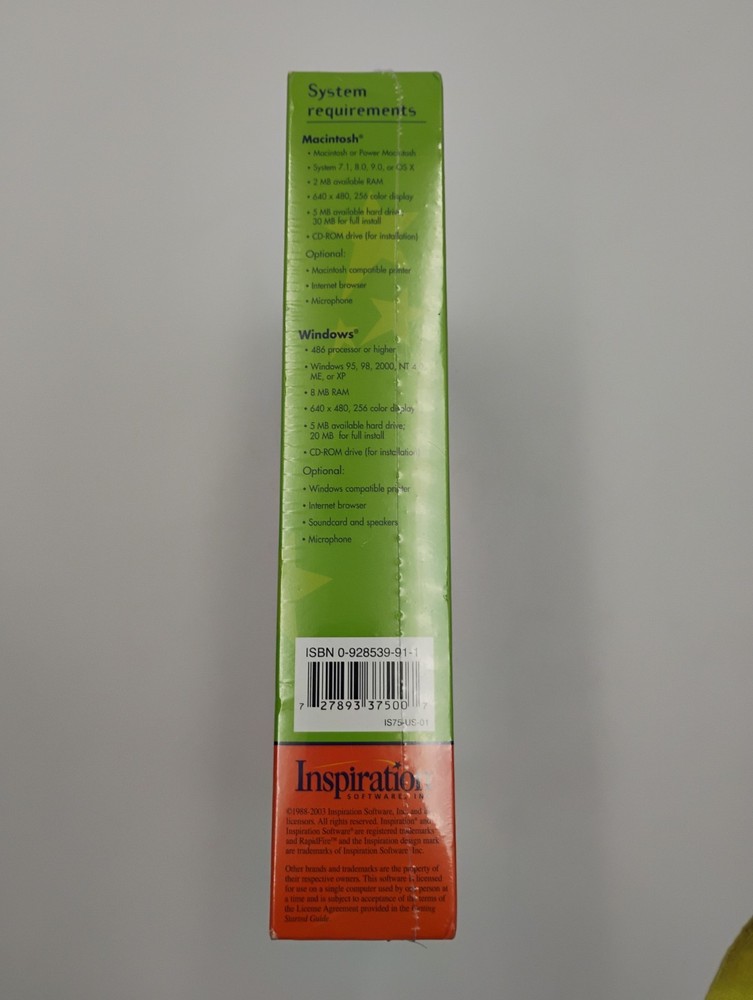 System
requirements
Macintosh®
• Macintosh or Power Macintosh
• System 7.1, 8.0, 9.0, or OS X
• 2 MB available RAM
• 640 x 480, 256 color display
• 5 MB available hard drive;
30 MB for full install
• CD-ROM drive (for installation)
Optional:
• Macintosh compatible printer
• Internet browser
• Microphone
Windows®
• 486 processor or higher
• Windows 95, 98, 2000, NT 4
ME, or XP
• 8 MB RAM
• 640 x 480, 256 color display
• 5 MB available hard drive;
20 MB for full install
• CD-ROM drive (for installation)
Optional:
• Windows compatible printer
• Internet browser
• Soundcard and speakers
• Microphone
ISBN 0-928539-91-1
7 27893 37500 7
IS75-US-01
Inspiration
SOFTWARE, IN
©1988-2003 Inspiration Software, Inc. and its
licensors. All rights reserved. Inspiration® and
Inspiration Software® are registered trademarks
and RapidFire™ and the Inspiration design mark
are trademarks of Inspiration Software, Inc.
Other brands and trademarks are the property of
their respective owners. This software is licensed
for use on a single computer used by one person at
a time and is subject to acceptance of the terms of
the License Agreement provided in the Getting
Started Guide.